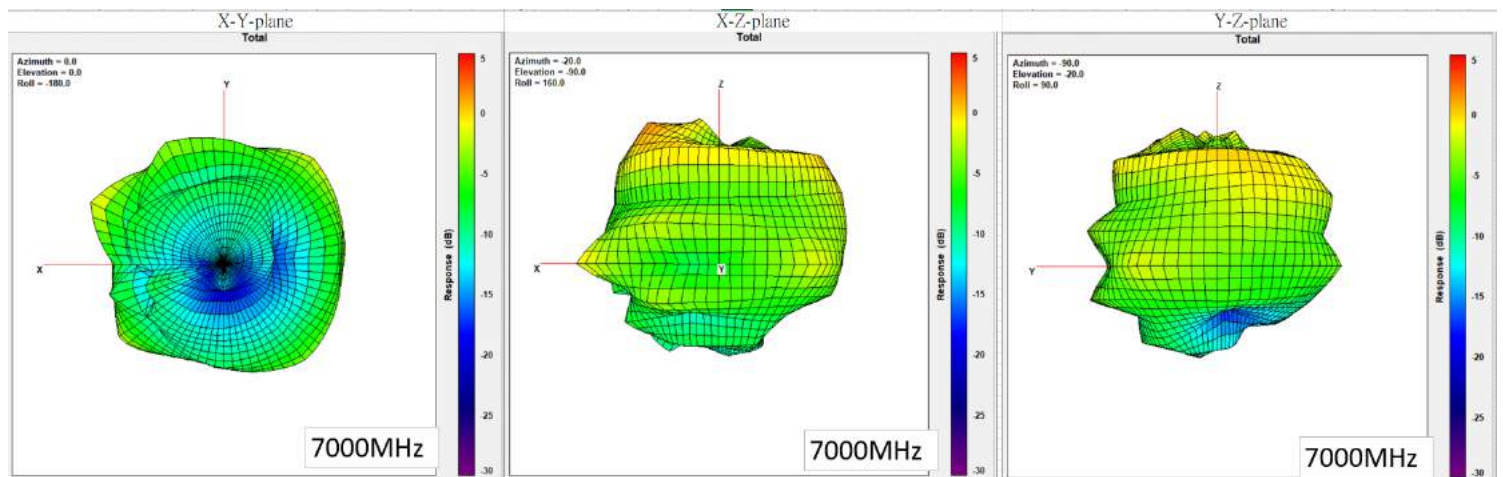 X-Y-plane
Total
Azimuth = 0.0
Elevation = 0.0
Roll = -180.0
Y
X
5
0
-5
-10
-15
-20
-25
-30
Response (dB)
7000MHz
X-Z-plane
Total
Azimuth = -20.0
Elevation = -90.0
Roll = 160.0
Z
X
Y
5
0
-5
-10
-15
-20
-25
-30
Response (dB)
7000MHz
Y-Z-plane
Total
Azimuth = -90.0
Elevation = -20.0
Roll = 90.0
Z
Y
5
0
-5
-10
-15
-20
-25
-30
Response (dB)
7000MHz